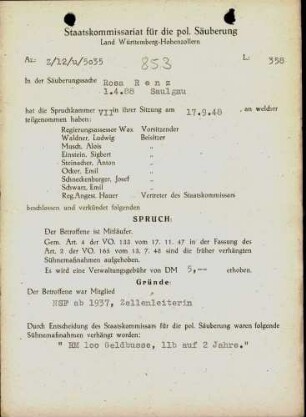 Staatskommissariat für die pol. Säuberung
Land Württemberg-Hohenzollern
Az.: Z/12/u/5035 853 L: 358
In der Säuberungssache Rosa Renz
1.4.88 Saulgau
hat die Spruchkammer VII in ihrer Sitzung am 17.9.48 , an welcher
teilgenommen haben:
Regierungsassessor Wax Vorsitzender
Waldner, Ludwig Beisitzer
Musch, Alois "
Einstein, Sigbert "
Steinacher, Anton "
Ocker, Emil "
Schneckenburger, Josef "
Schwarz, Emil "
Reg.Angest. Hauer Vertreter des Staatskommissars
beschlossen und verkündet folgenden
SPRUCH:
Der Betroffene ist Mitläufer.
Gem. Art. 4 der VO. 133 vom 17. 11. 47 in der Fassung des
Art. 2 der VO. 165 vom 13. 7. 48 sind die früher verhängten
Sühnemaßnahmen aufgehoben.
Es wird eine Verwaltungsgebühr von DM 5,-- erhoben.
Gründe:
Der Betroffene war Mitglied
ab 1937, Zellenleiterin
Durch Entscheidung des Staatskommissars für die pol. Säuberung waren folgende
Sühnemaßnahmen verhängt worden:
" RM 100 Geldbusse, 11b auf 2 Jahre."